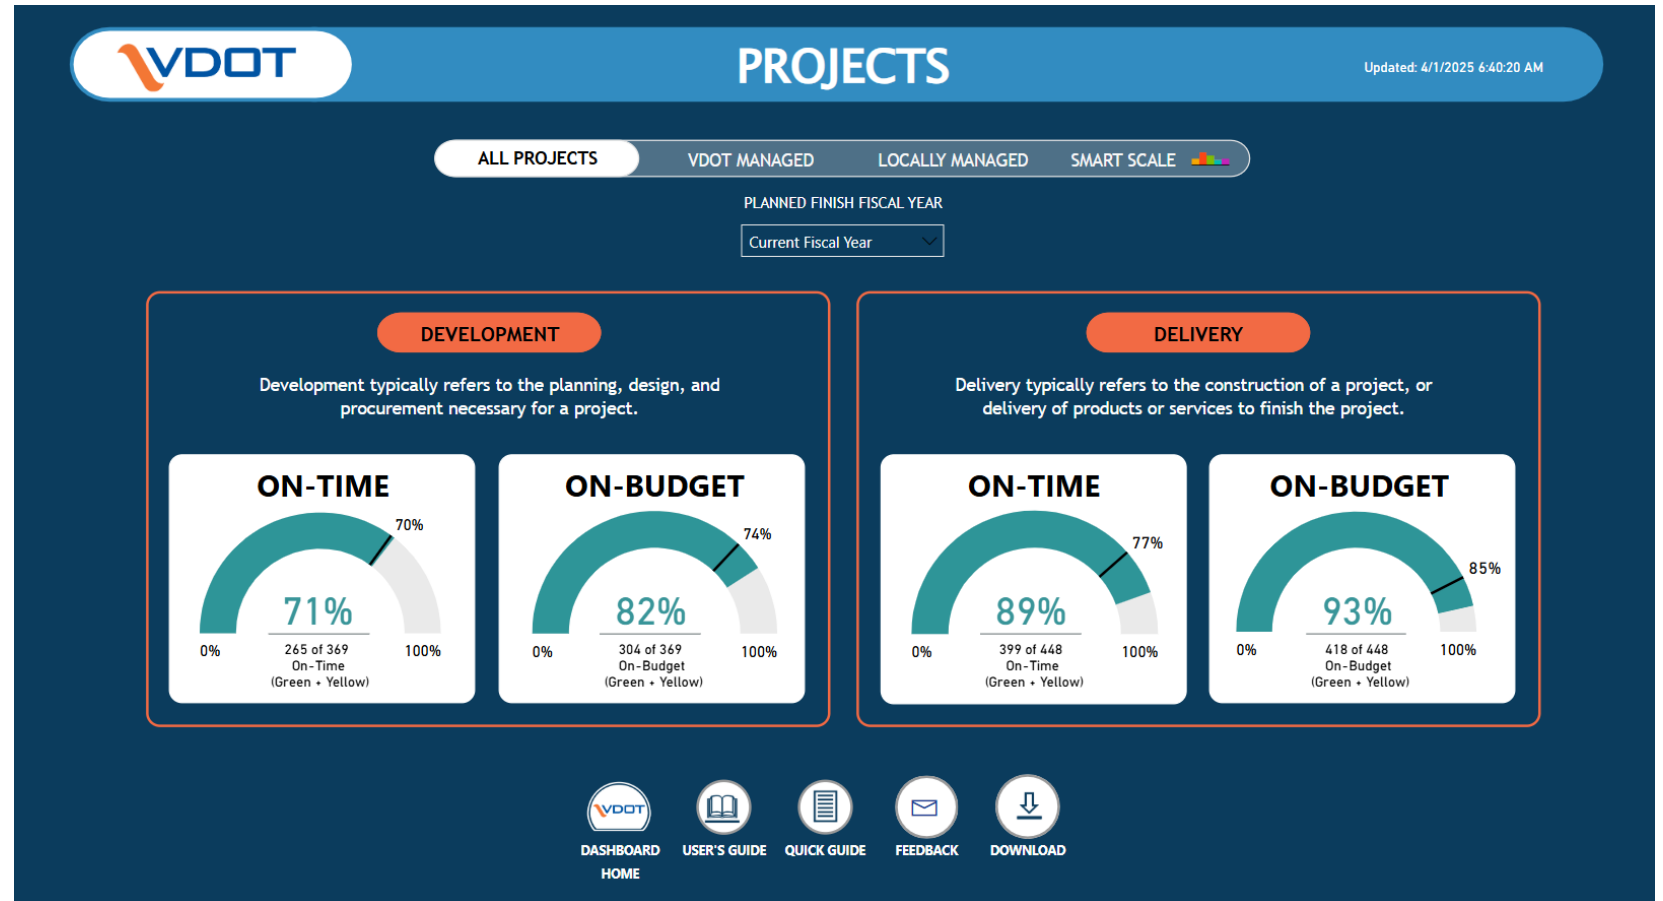 VDOT
PROJECTS
Updated: 4/1/2025 6:40:20 AM
ALL PROJECTS
VDOT MANAGED
LOCALLY MANAGED
SMART SCALE
PLANNED FINISH FISCAL YEAR
Current Fiscal Year
DEVELOPMENT
Development typically refers to the planning, design, and
procurement necessary for a project.
ON-TIME
70%
71%
0%
100%
265 of 369
On-Time
(Green + Yellow)
ON-BUDGET
74%
82%
0%
100%
304 of 369
On-Budget
(Green + Yellow)
DELIVERY
Delivery typically refers to the construction of a project, or
delivery of products or services to finish the project.
ON-TIME
77%
89%
0%
100%
399 of 448
On-Time
(Green + Yellow)
ON-BUDGET
85%
93%
0%
100%
418 of 448
On-Budget
(Green + Yellow)
VDOT
DASHBOARD
HOME
USER'S GUIDE
QUICK GUIDE
FEEDBACK
DOWNLOAD